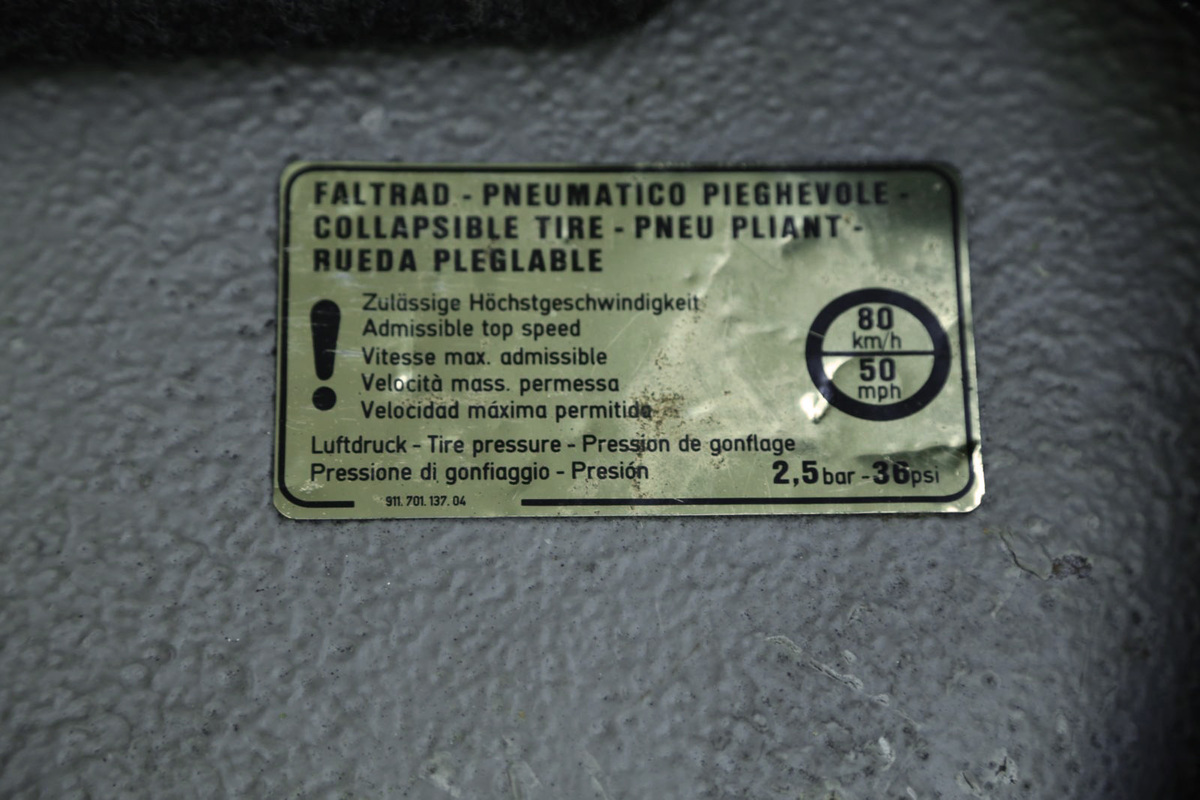 FALTRAD - PNEUMATICO PIEGHEVOLE -
COLLAPSIBLE TIRE - PNEU PLIANT -
RUEDA PLEGLABLE
Zulässige Höchstgeschwindigkeit
Admissible top speed
Vitesse max. admissible
Velocità mass. permessa
Velocidad máxima permitida
80
km/h
50
mph
Luftdruck - Tire pressure - Pression de gonflage
Pressione di gonfiaggio - Presión 2,5 bar - 36 psi
911. 701. 137. 04